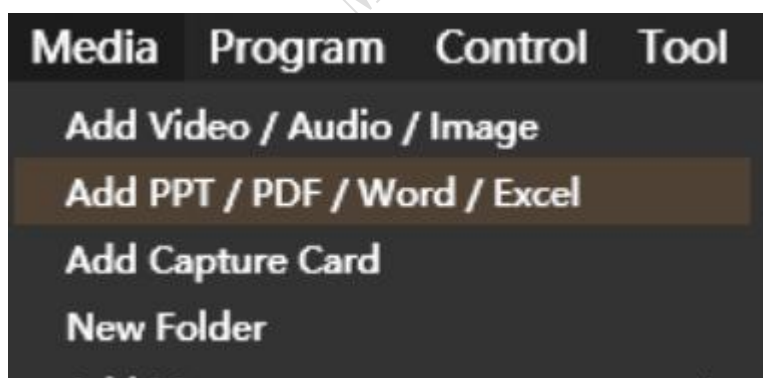 Media Program Control Tool
Add Video / Audio / Image
Add PPT / PDF / Word / Excel
Add Capture Card
New Folder